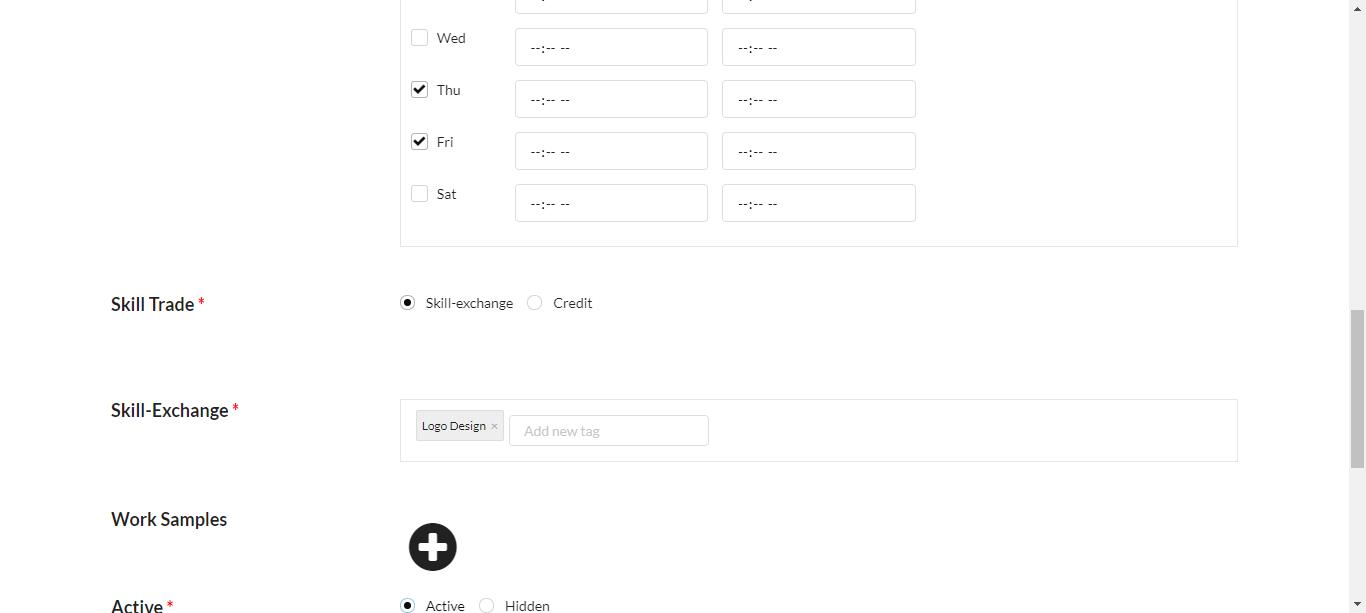 Wed --:-- -- --:-- --
Thu --:-- -- --:-- --
Fri --:-- -- --:-- --
Sat --:-- -- --:-- --
Skill Trade * Skill-exchange Credit
Skill-Exchange * Logo Design × Add new tag
Work Samples
Active * Active Hidden